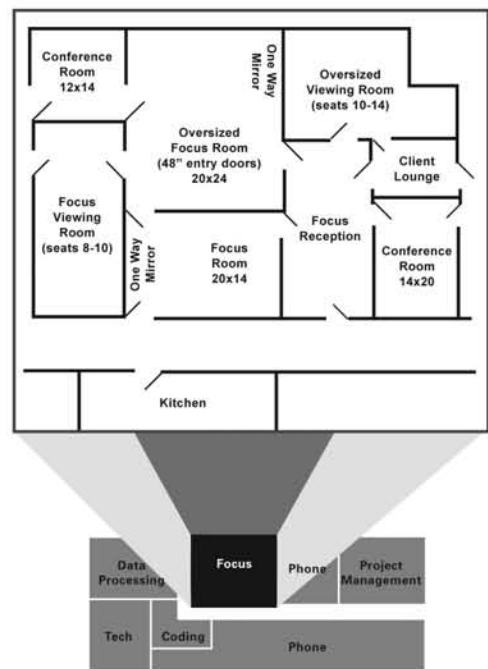 Conference
Room
12x14
One Way
Mirror
Oversized
Viewing Room
(seats 10-14)
Oversized
Focus Room
(48" entry doors)
20x24
Client
Lounge
Focus
Viewing
Room
(seats 8-10)
One Way
Mirror
Focus
Room
20x14
Focus
Reception
Conference
Room
14x20
Kitchen
Data
Processing
Focus
Phone
Project
Management
Tech
Coding
Phone